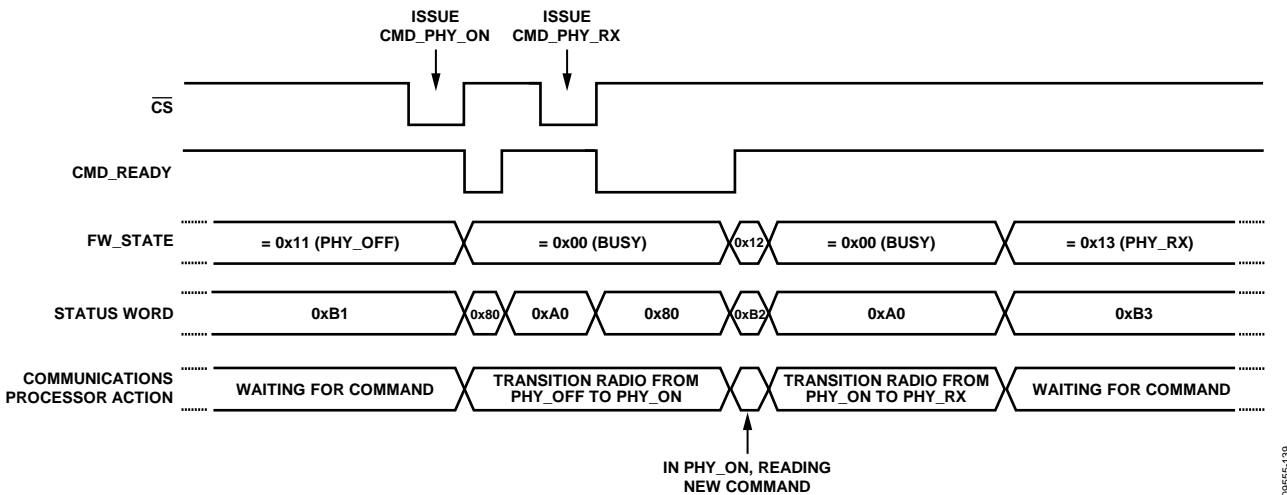 ISSUE
CMD_PHY_ON
ISSUE
CMD_PHY_RX
CS
CMD_READY
FW_STATE
= 0x11 (PHY_OFF)
= 0x00 (BUSY)
0x12
= 0x00 (BUSY)
= 0x13 (PHY_RX)
STATUS WORD
0xB1
0x80
0xA0
0x80
0xB2
0xA0
0xB3
COMMUNICATIONS
PROCESSOR ACTION
WAITING FOR COMMAND
TRANSITION RADIO FROM
PHY_OFF TO PHY_ON
TRANSITION RADIO FROM
PHY_ON TO PHY_RX
WAITING FOR COMMAND
IN PHY_ON, READING
NEW COMMAND
09555-139